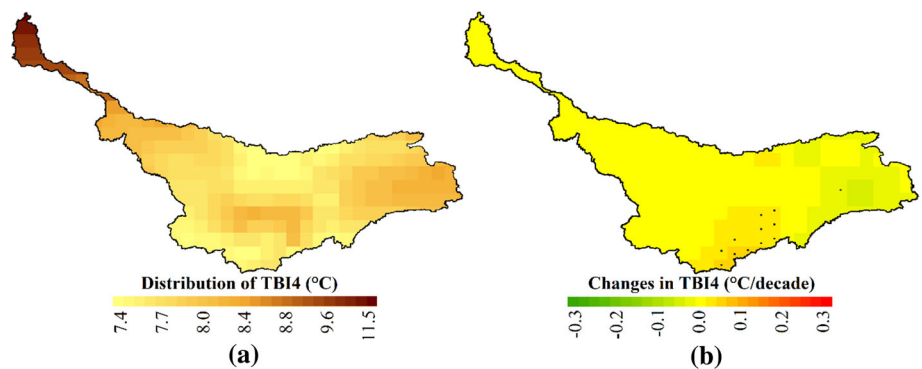 Distribution of TBI4 (°C)
7.4 7.7 8.0 8.4 8.8 9.6 11.5
(a)
Changes in TBI4 (°C/decade)
-0.3 -0.2 -0.1 0.0 0.1 0.2 0.3
(b)